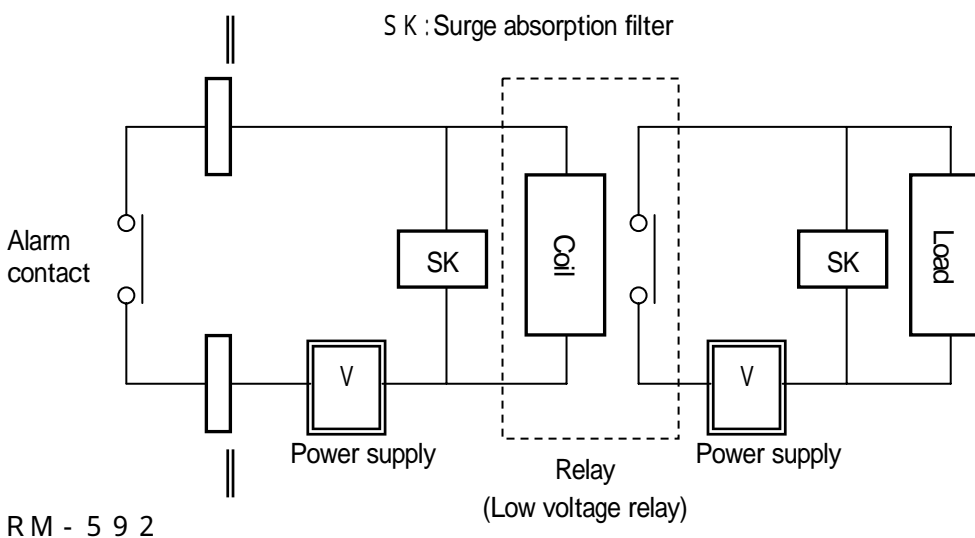 SK:Surge absorption filter
Alarm
contact
SK
Coil
SK
Load
V
V
Power supply
Relay
(Low voltage relay)
Power supply
RM-592